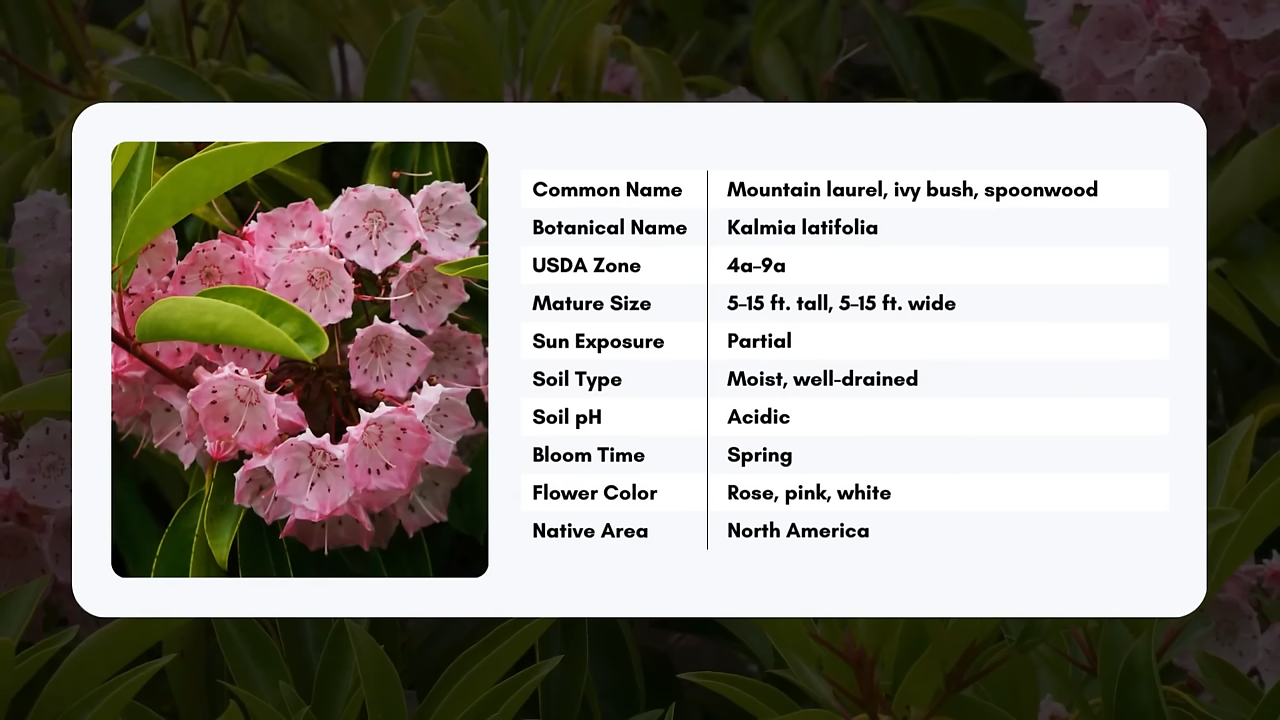 Common Name Mountain laurel, ivy bush, spoonwood
Botanical Name Kalmia latifolia
USDA Zone 4a–9a
Mature Size 5–15 ft. tall, 5–15 ft. wide
Sun Exposure Partial
Soil Type Moist, well-drained
Soil pH Acidic
Bloom Time Spring
Flower Color Rose, pink, white
Native Area North America